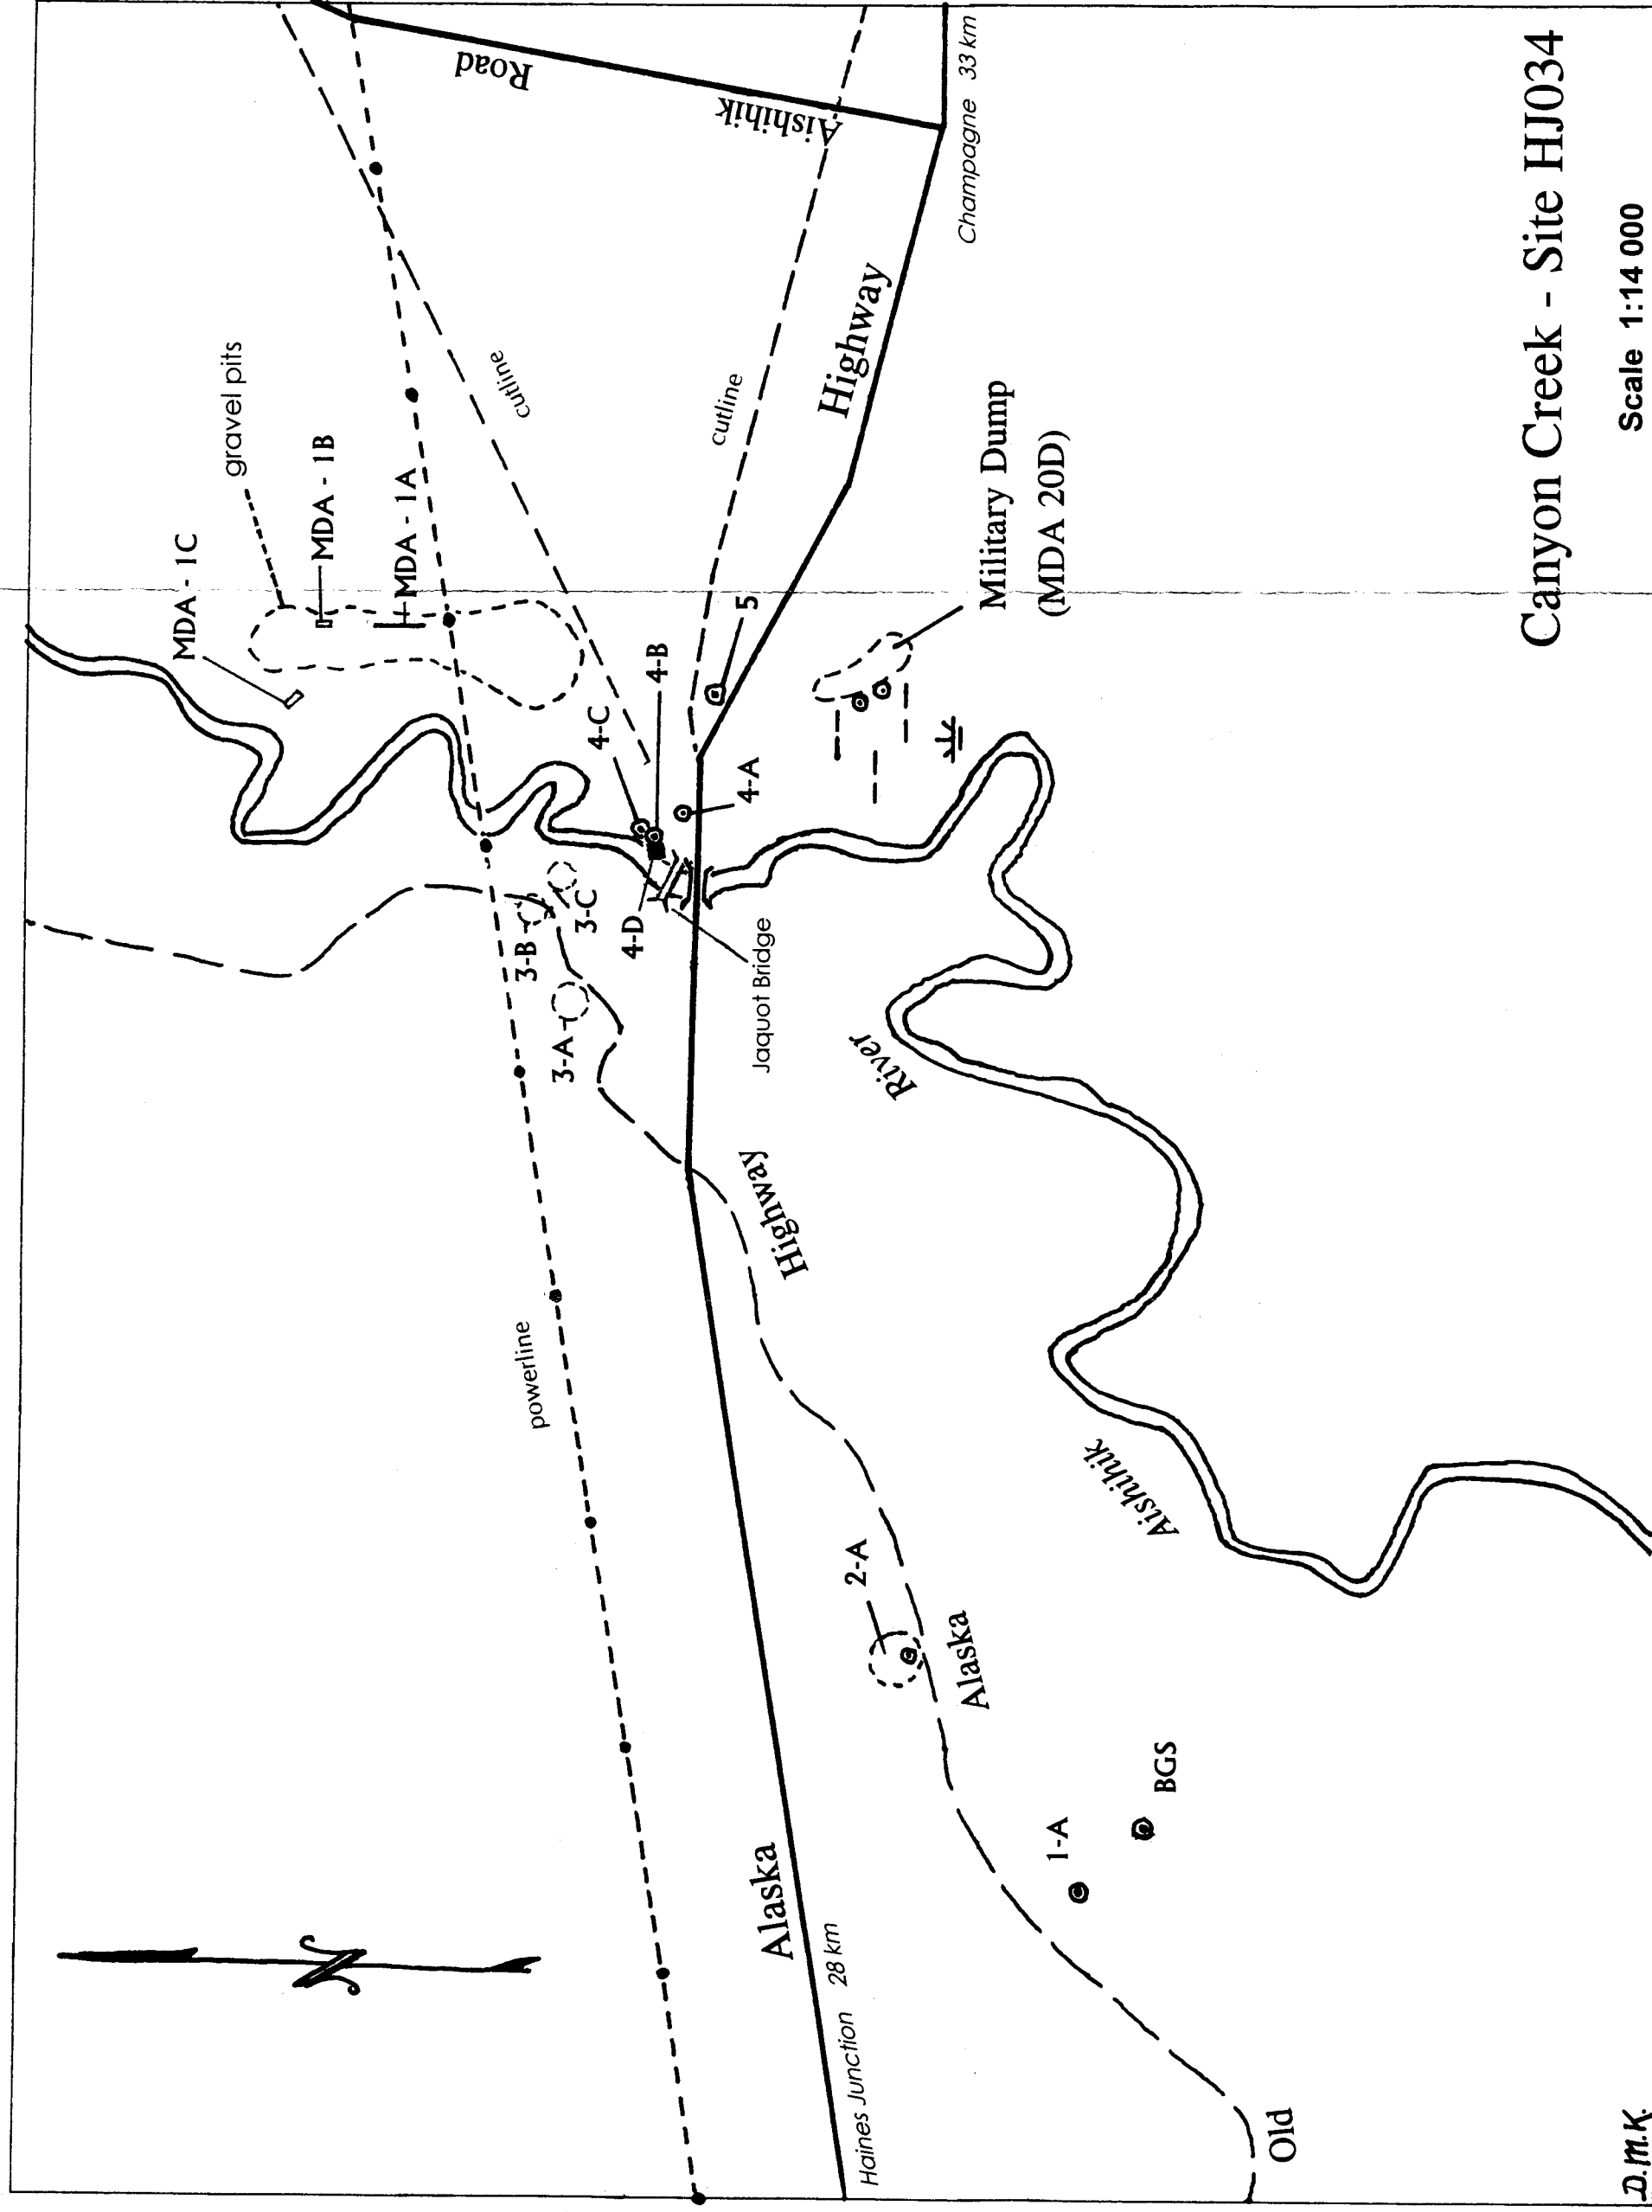 gravel pits
MDA - 1C
MDA - 1B
MDA - 1A
Aishihik
Road
cutline
cutline
powerline
N
3-A
3-B
3-C
4-C
4-B
4-D
4-A
5
Jaquot Bridge
Alaska
Highway
Haines Junction 28 km
Champagne 33 km
Military Dump
(MDA 20D)
Old
Alaska
Highway
2-A
1-A
BGS
Aishihik
River
Canyon Creek - Site HJ034
Scale 1:14 000
D.M.K.